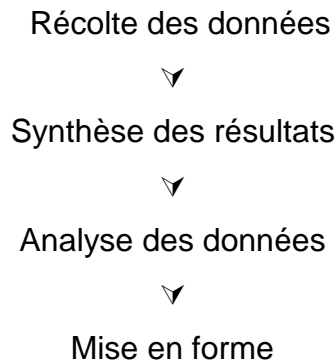 Récolte des données
Synthèse des résultats
Analyse des données
Mise en forme